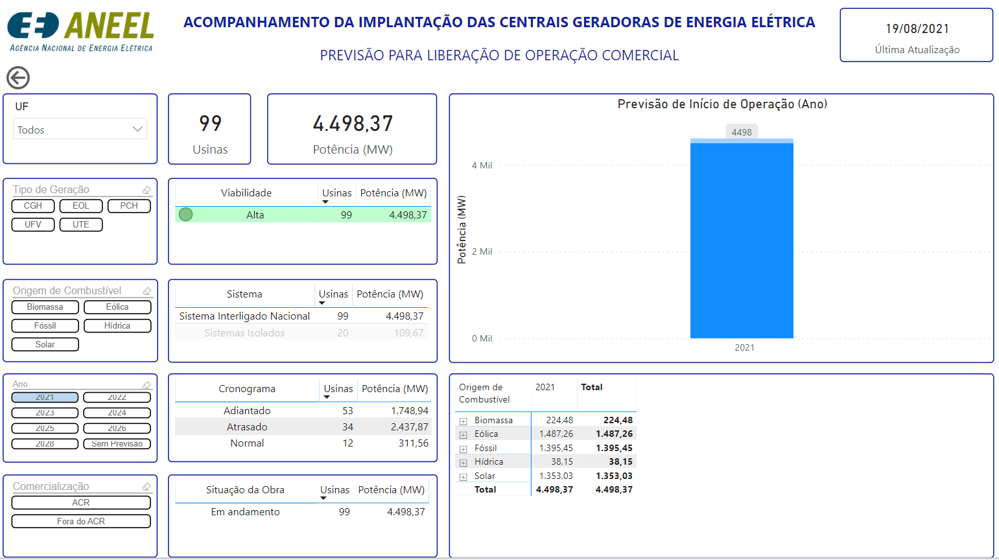 ANEEL
AGÊNCIA NACIONAL DE ENERGIA ELÉTRICA
ACOMPANHAMENTO DA IMPLANTAÇÃO DAS CENTRAIS GERADORAS DE ENERGIA ELÉTRICA
PREVISÃO PARA LIBERAÇÃO DE OPERAÇÃO COMERCIAL
19/08/2021
Última Atualização
UF
Todos
99
Usinas
4.498,37
Potência (MW)
Tipo de Geração
CGH EOL PCH
UFV UTE
Viabilidade Usinas Potência (MW)
Alta 99 4.498,37
Origem de Combustível
Biomassa Eólica
Fóssil Hídrica
Solar
Sistema Usinas Potência (MW)
Sistema Interligado Nacional 99 4.498,37
Sistemas Isolados 20 109,67
Ano
2021 2022
2023 2024
2025 2026
2028 Sem Previsão
Cronograma Usinas Potência (MW)
Adiantado 53 1.748,94
Atrasado 34 2.437,87
Normal 12 311,56
Comercialização
ACR
Fora do ACR
Situação da Obra Usinas Potência (MW)
Em andamento 99 4.498,37
Previsão de Início de Operação (Ano)
4498
Potência (MW)
4 Mil
2 Mil
0 Mil
2021
Origem de Combustível 2021 Total
Biomassa 224,48 224,48
Eólica 1.487,26 1.487,26
Fóssil 1.395,45 1.395,45
Hídrica 38,15 38,15
Solar 1.353,03 1.353,03
Total 4.498,37 4.498,37